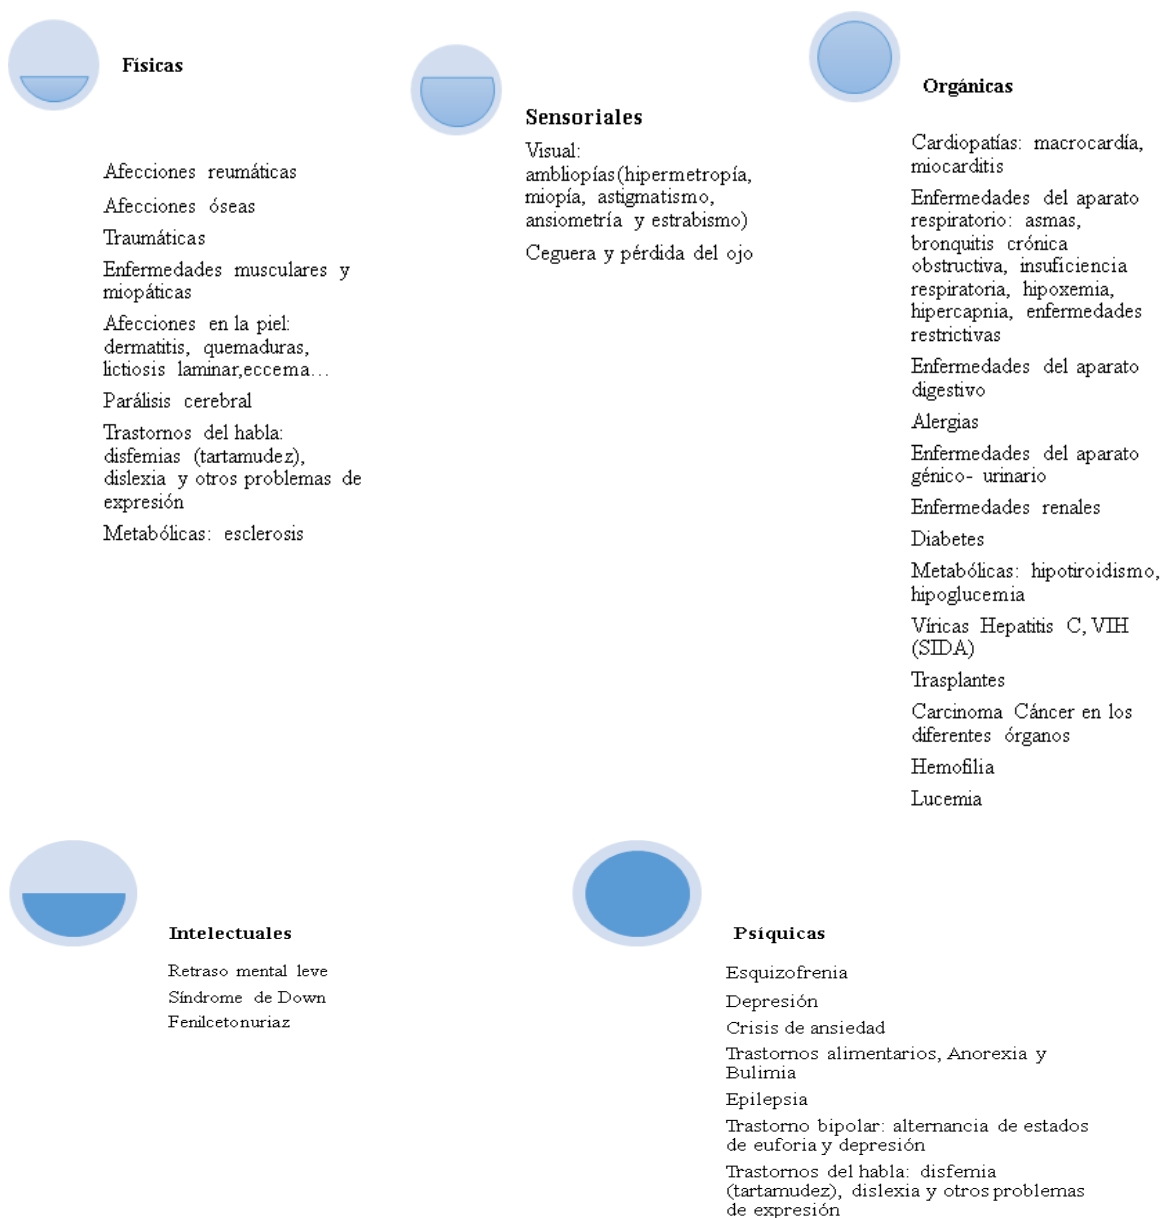 Físicas
Afecciones reumáticas
Afecciones óseas
Traumáticas
Enfermedades musculares y
miopáticas
Afecciones en la piel:
dermatitis, quemaduras,
lictiosis laminar,eccema...
Parálisis cerebral
Trastornos del habla:
disfemias (tartamudez),
dislexia y otros problemas de
expresión
Metabólicas: esclerosis
Sensoriales
Visual:
ambliopías(hipermetropía,
miopía, astigmatismo,
ansiometría y estrabismo)
Ceguera y pérdida del ojo
Orgánicas
Cardiopatías: macrocardía,
miocarditis
Enfermedades del aparato
respiratorio: asmas,
bronquitis crónica
obstructiva, insuficiencia
respiratoria, hipoxemia,
hipercapnia, enfermedades
restrictivas
Enfermedades del aparato
digestivo
Alergias
Enfermedades del aparato
génico- urinario
Enfermedades renales
Diabetes
Metabólicas: hipotiroidismo,
hipoglucemia
Víricas Hepatitis C, VIH
(SIDA)
Trasplantes
Carcinoma Cáncer en los
diferentes órganos
Hemofilia
Lucemia
Intelectuales
Retraso mental leve
Síndrome de Down
Fenilcetonuriaz
Psíquicas
Esquizofrenia
Depresión
Crisis de ansiedad
Trastornos alimentarios, Anorexia y
Bulimia
Epilepsia
Trastorno bipolar: alternancia de estados
de euforia y depresión
Trastornos del habla: disfemia
(tartamudez), dislexia y otros problemas
de expresión